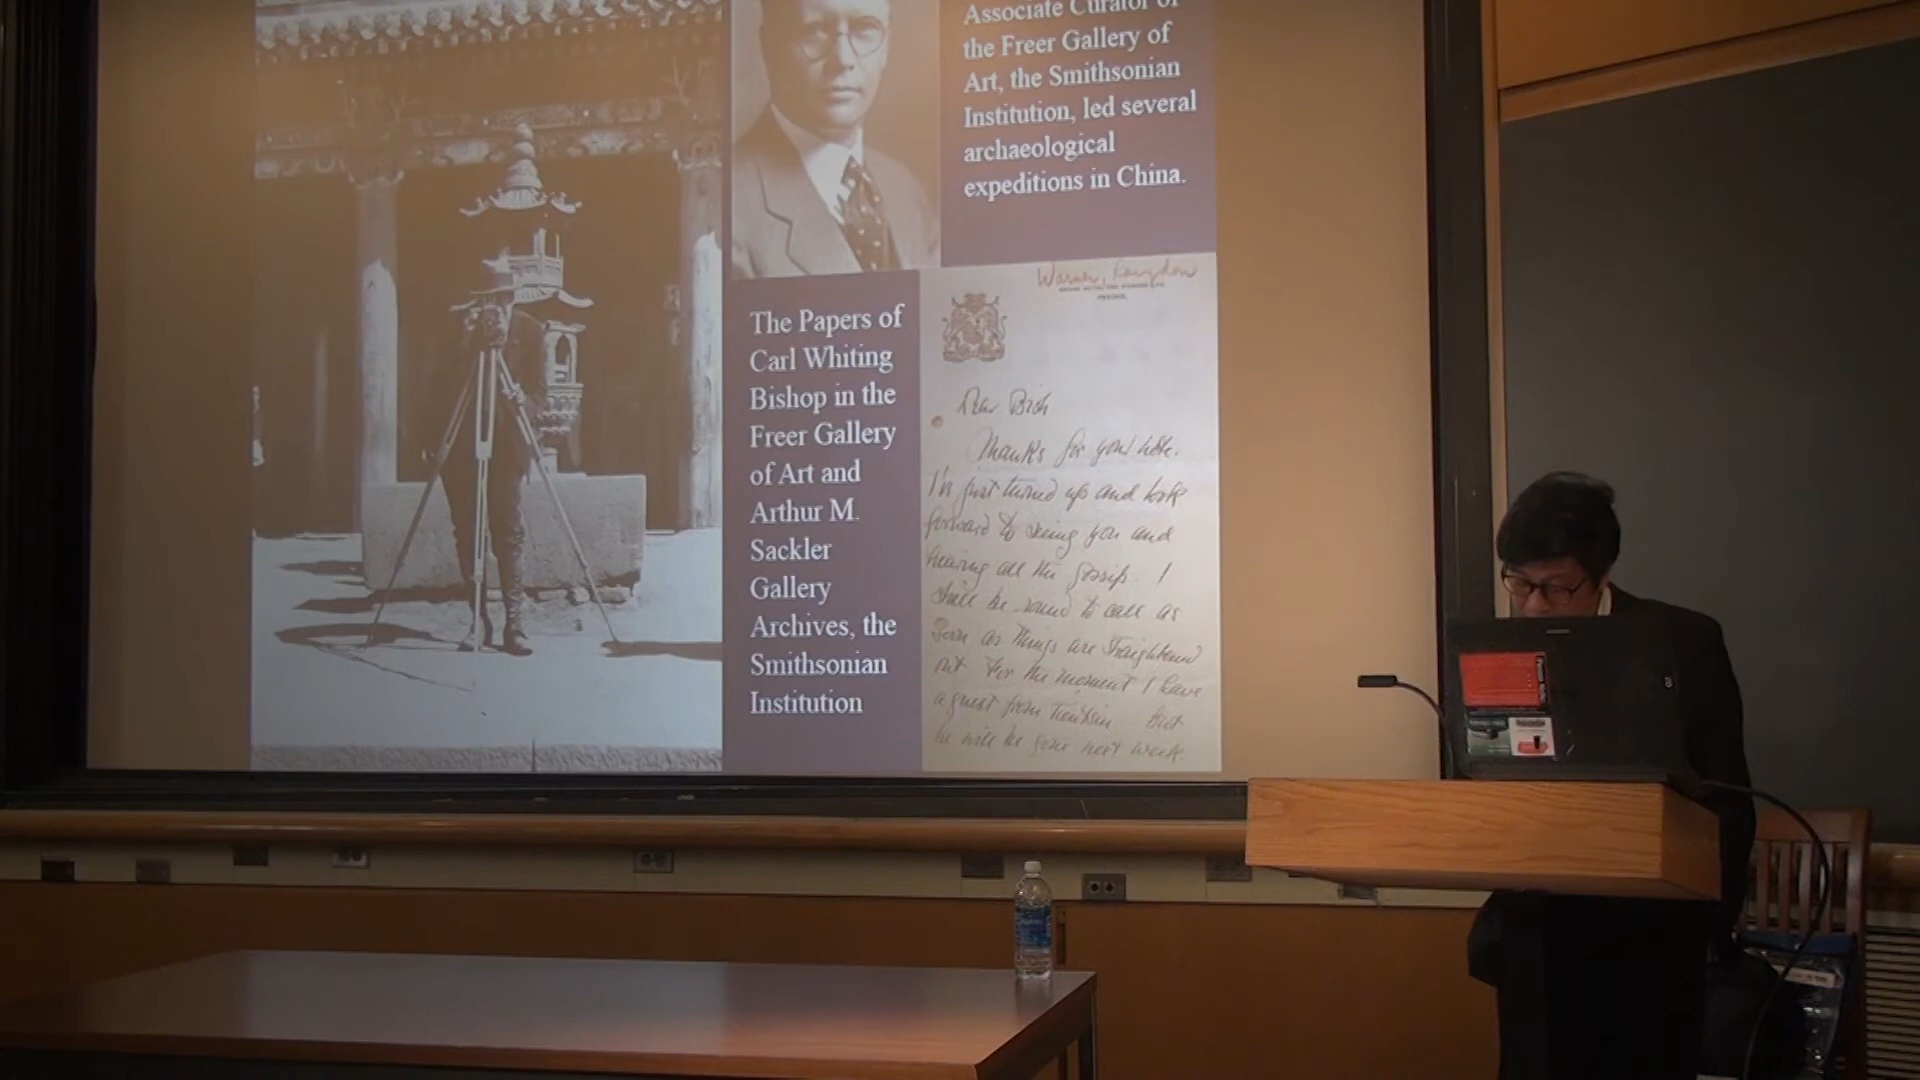 Associate Curator of
the Freer Gallery of
Art, the Smithsonian
Institution, led several
archaeological
expeditions in China.
The Papers of
Carl Whiting
Bishop in the
Freer Gallery
of Art and
Arthur M.
Sackler
Gallery
Archives, the
Smithsonian
Institution
Warner, Langdon
PEKING.
Dear Bish
Thanks for your note.
I've just turned up and look
forward to seeing you and
hearing all the gossip. I
shall be round to call as
soon as things are straightened
out. For the moment I have
a guest from Tientsin but
he will be gone next week.